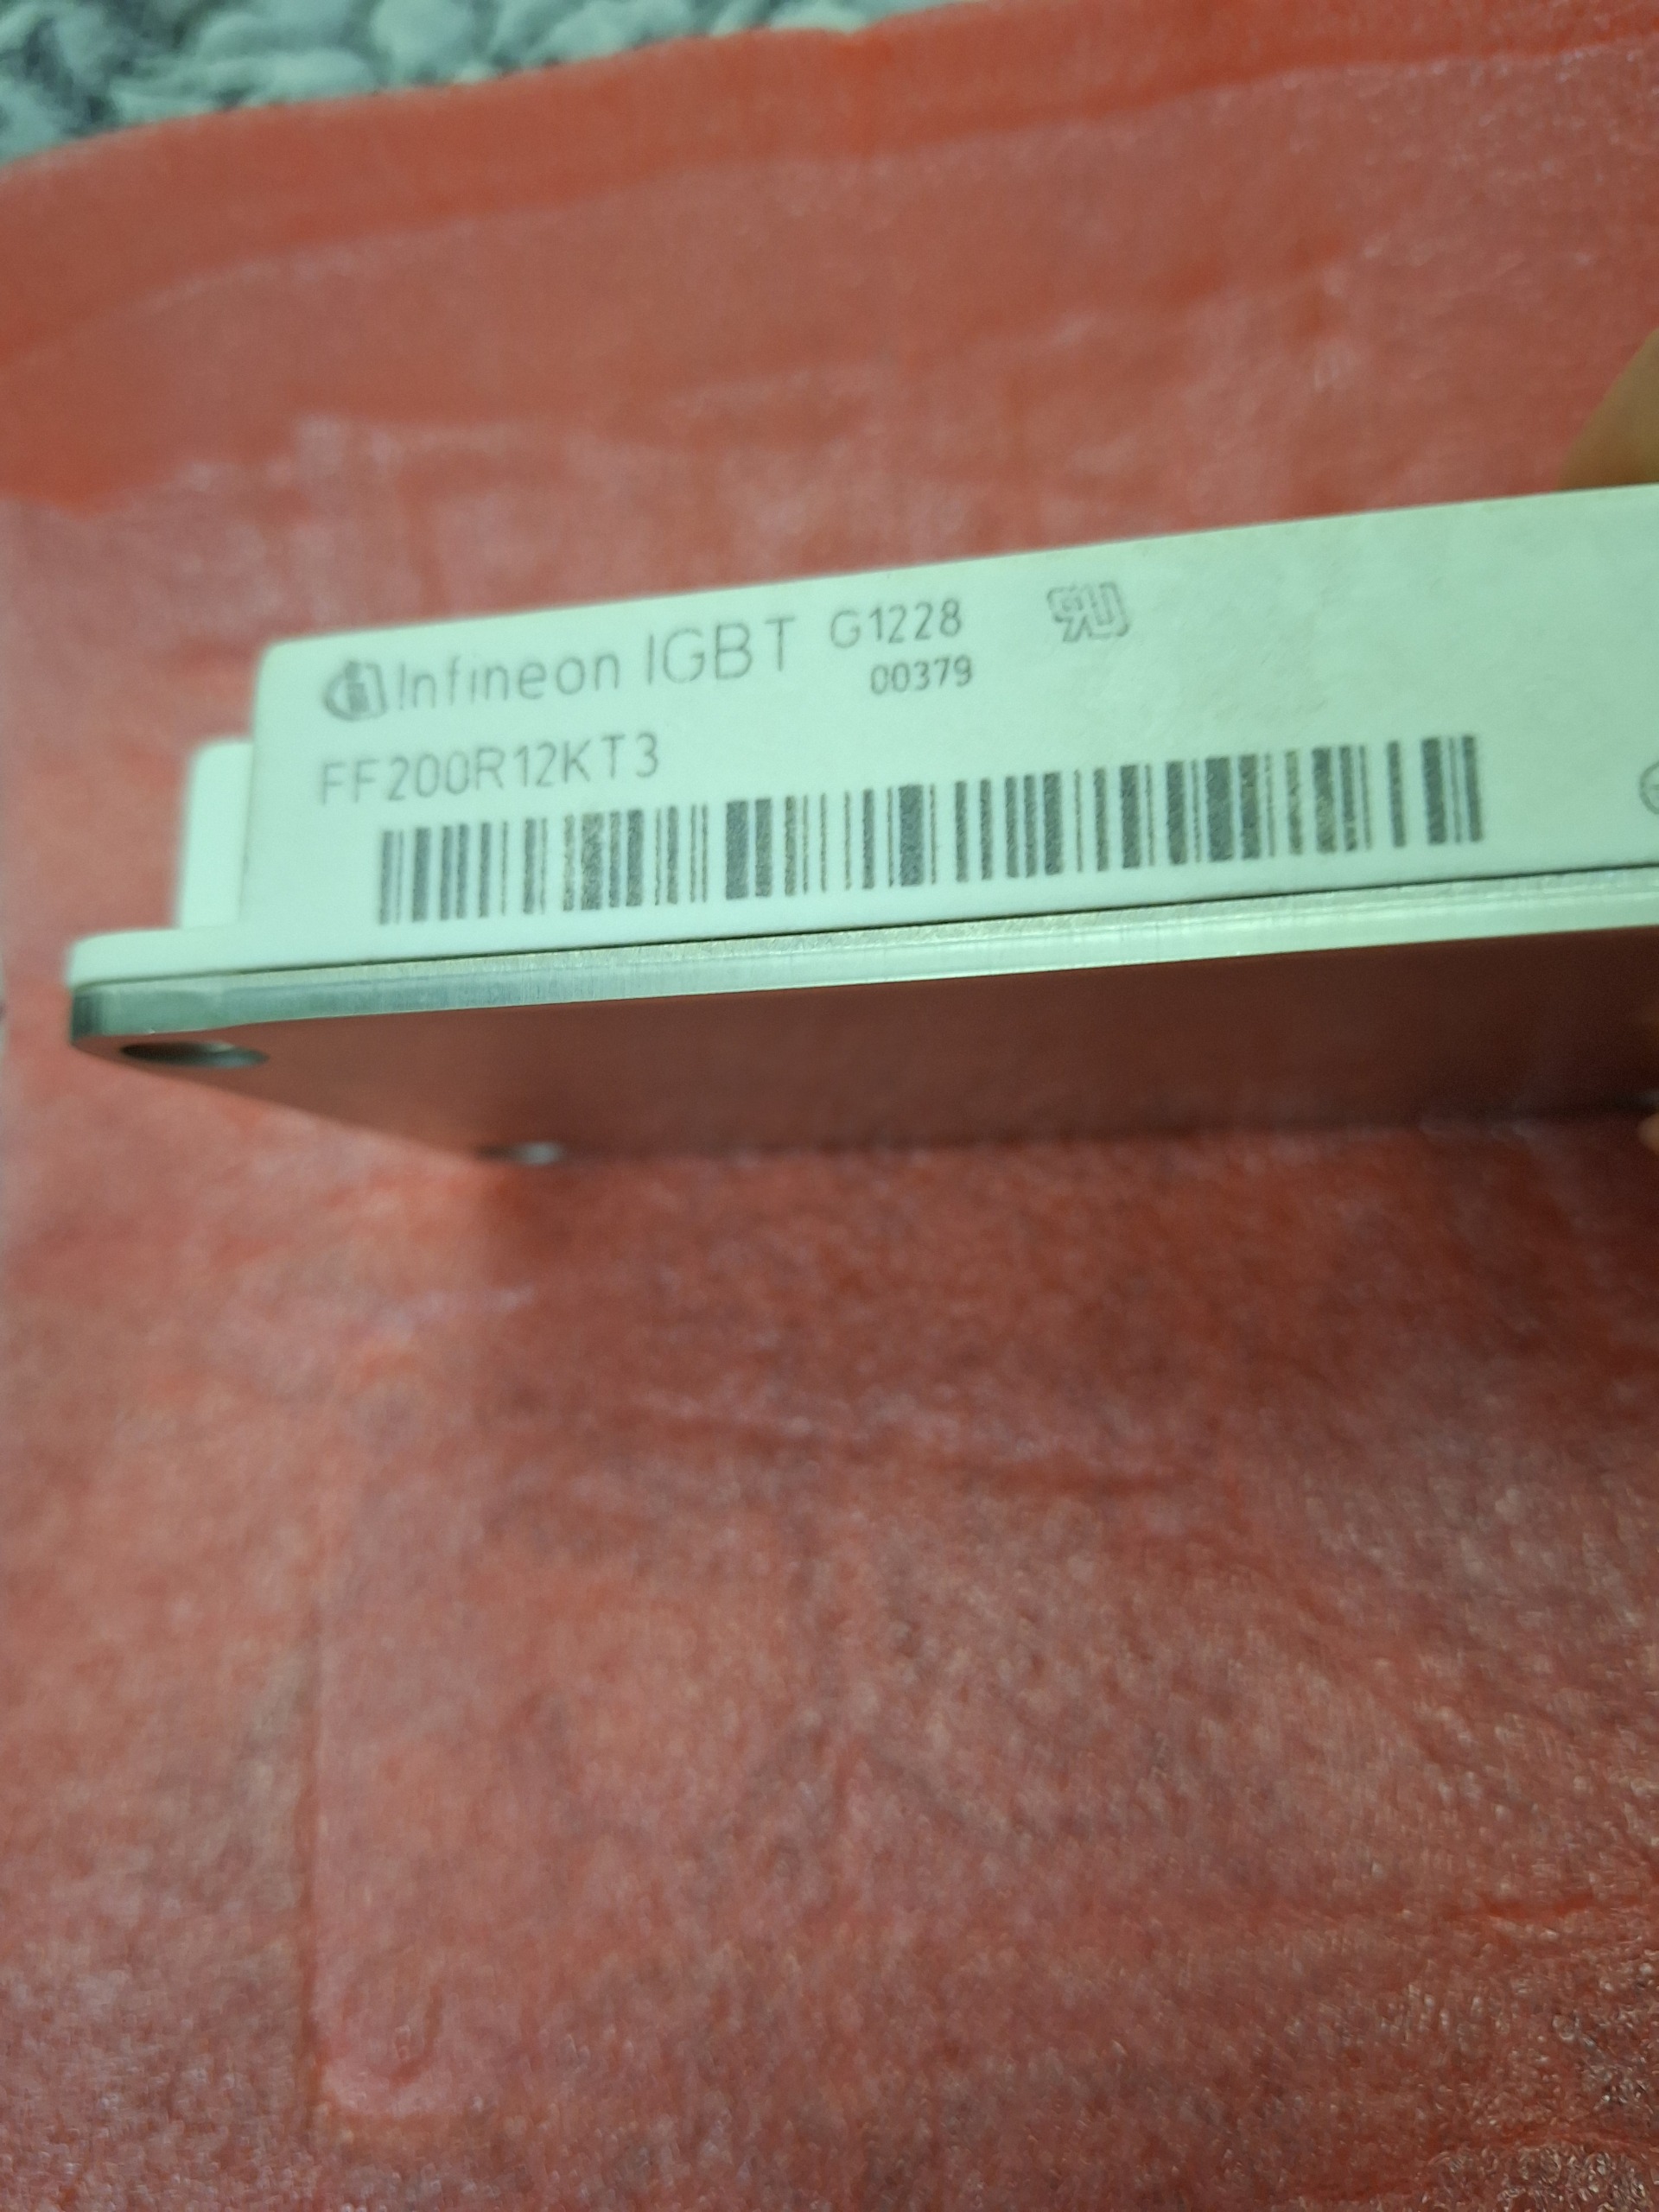 Infineon IGBT G1228
00379
FF200R12KT3